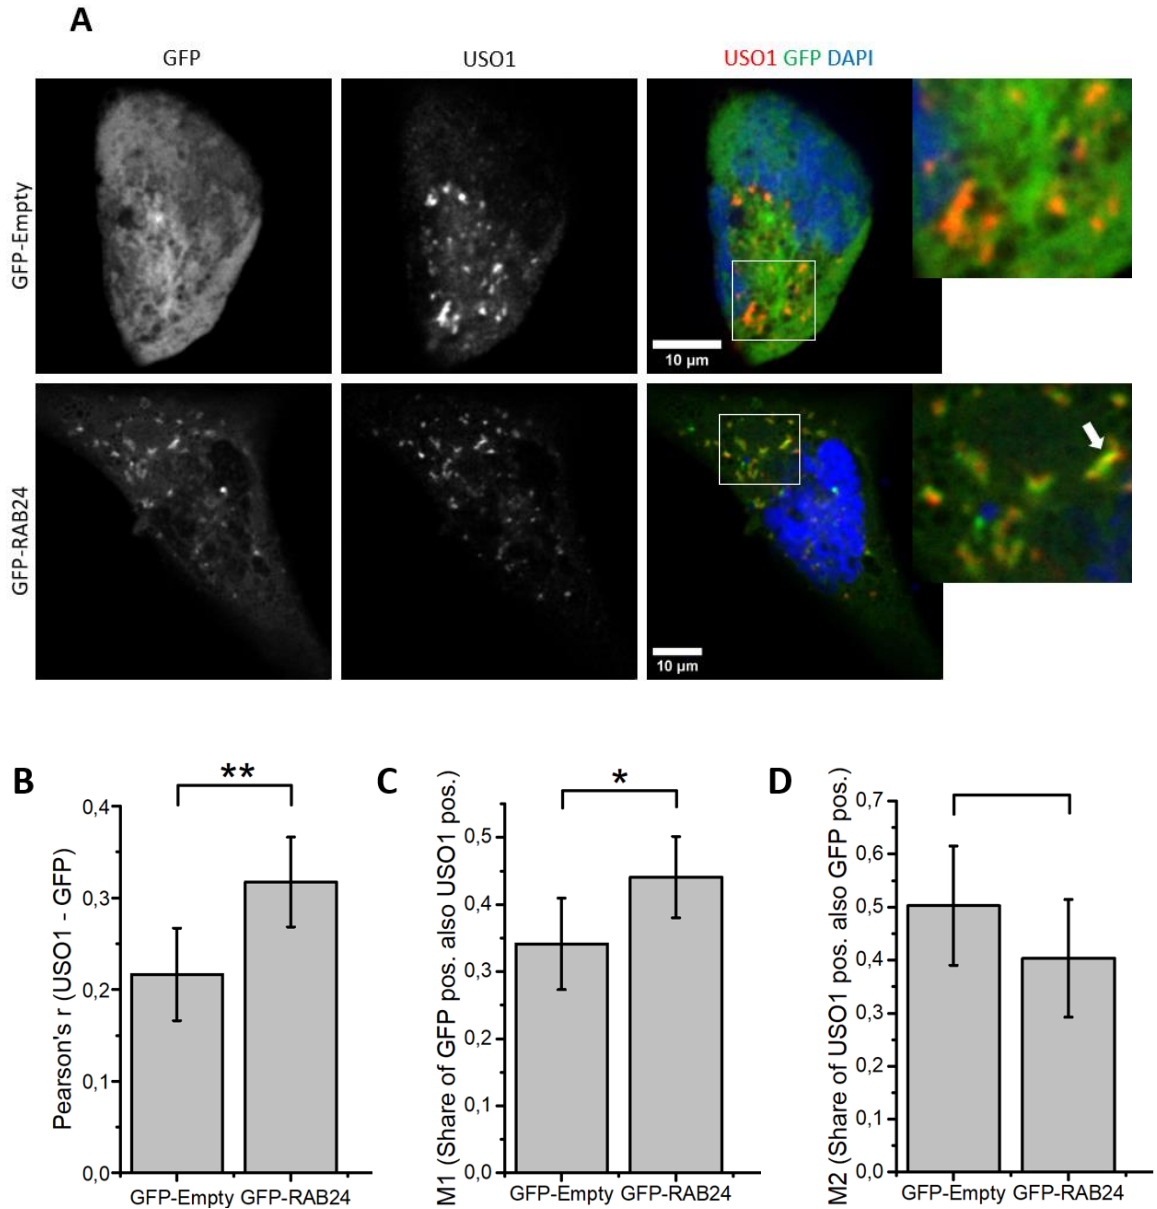 A
GFP
USO1
USO1 GFP DAPI
GFP-Empty
10 µm
GFP-RAB24
10 µm
B
**
Pearson's r (USO1 - GFP)
0,4
0,3
0,2
0,1
0,0
GFP-Empty GFP-RAB24
C
*
M1 (Share of GFP pos. also USO1 pos.)
0,5
0,4
0,3
0,2
0,1
0,0
GFP-Empty GFP-RAB24
D
M2 (Share of USO1 pos. also GFP pos.)
0,7
0,6
0,5
0,4
0,3
0,2
0,1
0,0
GFP-Empty GFP-RAB24